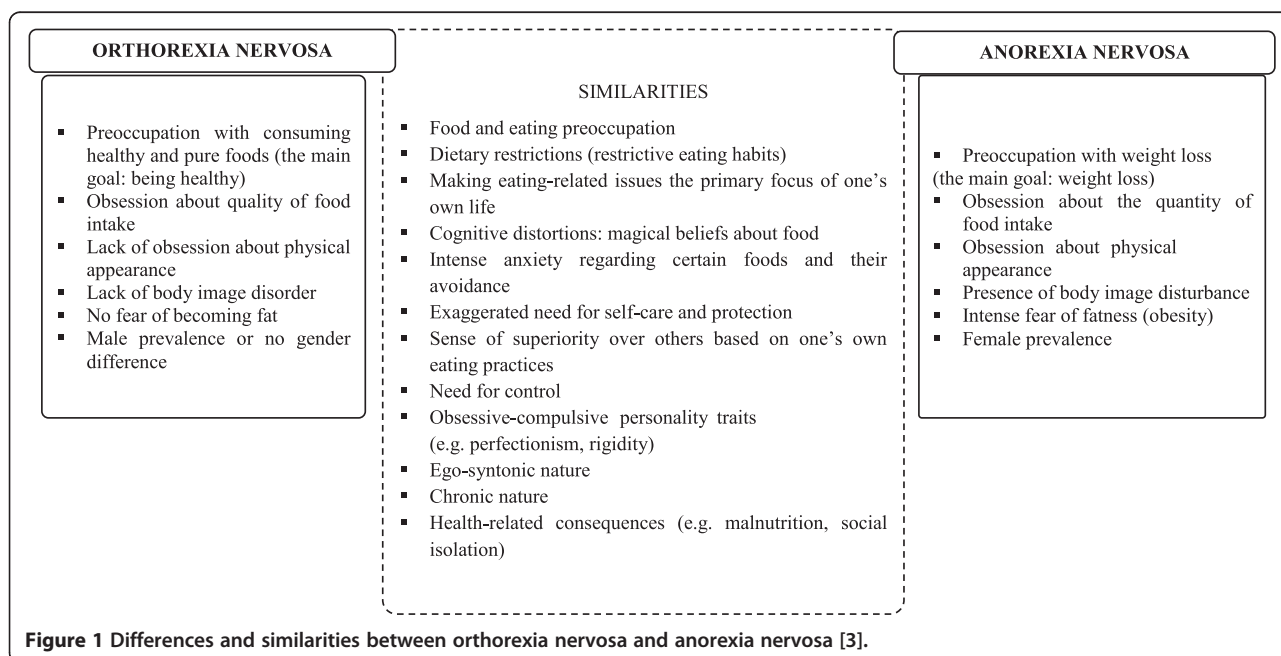 ORTHOREXIA NERVOSA
▪ Preoccupation with consuming
healthy and pure foods (the main
goal: being healthy)
▪ Obsession about quality of food
intake
▪ Lack of obsession about physical
appearance
▪ Lack of body image disorder
▪ No fear of becoming fat
▪ Male prevalence or no gender
difference
SIMILARITIES
▪ Food and eating preoccupation
▪ Dietary restrictions (restrictive eating habits)
▪ Making eating-related issues the primary focus of one’s
own life
▪ Cognitive distortions: magical beliefs about food
▪ Intense anxiety regarding certain foods and their
avoidance
▪ Exaggerated need for self-care and protection
▪ Sense of superiority over others based on one’s own
eating practices
▪ Need for control
▪ Obsessive-compulsive personality traits
(e.g. perfectionism, rigidity)
▪ Ego-syntonic nature
▪ Chronic nature
▪ Health-related consequences (e.g. malnutrition, social
isolation)
ANOREXIA NERVOSA
▪ Preoccupation with weight loss
(the main goal: weight loss)
▪ Obsession about the quantity of
food intake
▪ Obsession about physical
appearance
▪ Presence of body image disturbance
▪ Intense fear of fatness (obesity)
▪ Female prevalence
Figure 1 Differences and similarities between orthorexia nervosa and anorexia nervosa [3].